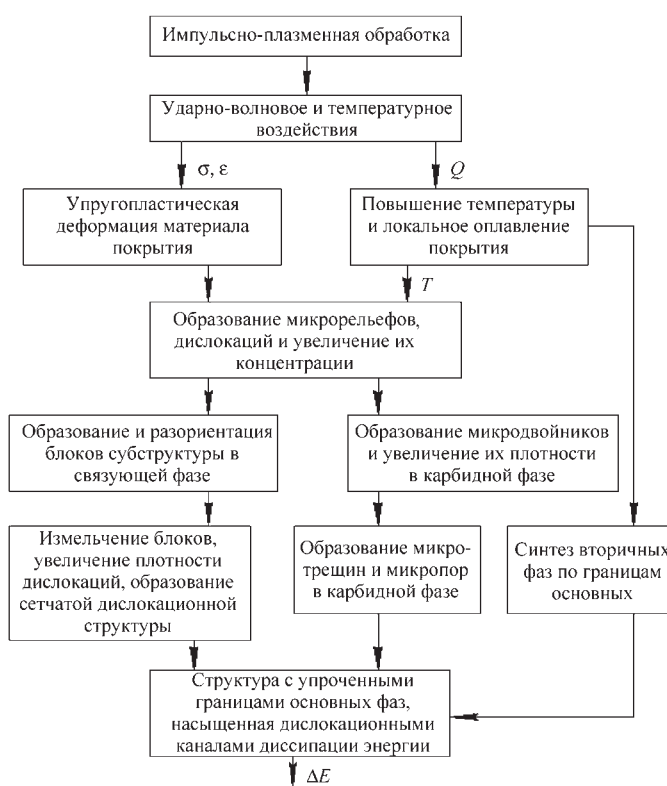 Импульсно-плазменная обработка
Ударно-волновое и температурное
воздействия
σ, ε
Q
Упругопластическая
деформация материала
покрытия
Повышение температуры
и локальное оплавление
покрытия
T
Образование микрорельефов,
дислокаций и увеличение их
концентрации
Образование и разориентация
блоков субструктуры в
связующей фазе
Образование микродвойников
и увеличение их плотности
в карбидной фазе
Измельчение блоков,
увеличение плотности
дислокаций, образование
сетчатой дислокационной
структуры
Образование микро-
трещин и микропор
в карбидной фазе
Синтез вторичных
фаз по границам
основных
Структура с упроченными
границами основных фаз,
насыщенная дислокационными
каналами диссипации энергии
ΔE